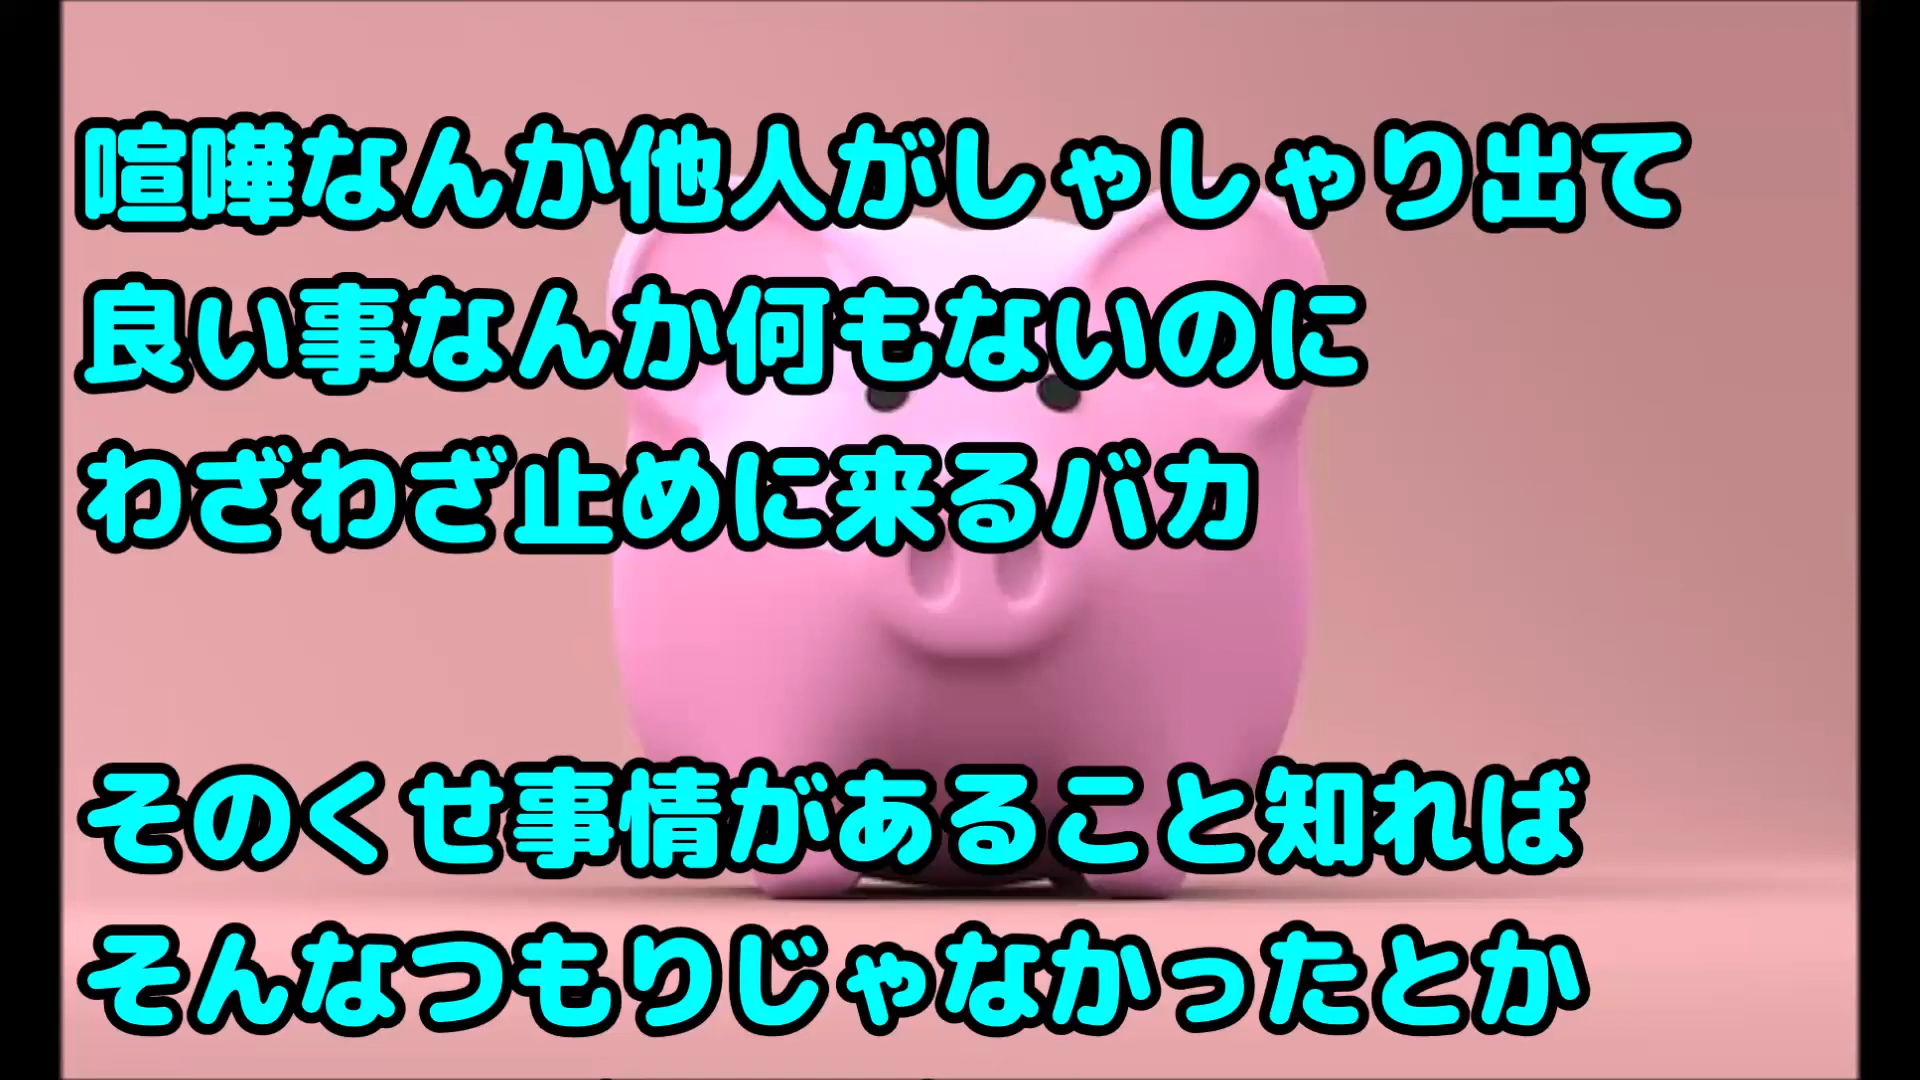 喧嘩なんか他人がしゃしゃり出て
良い事なんか何もないのに
わざわざ止めに来るバカ
そのくせ事情があること知れば
そんなつもりじゃなかったとか